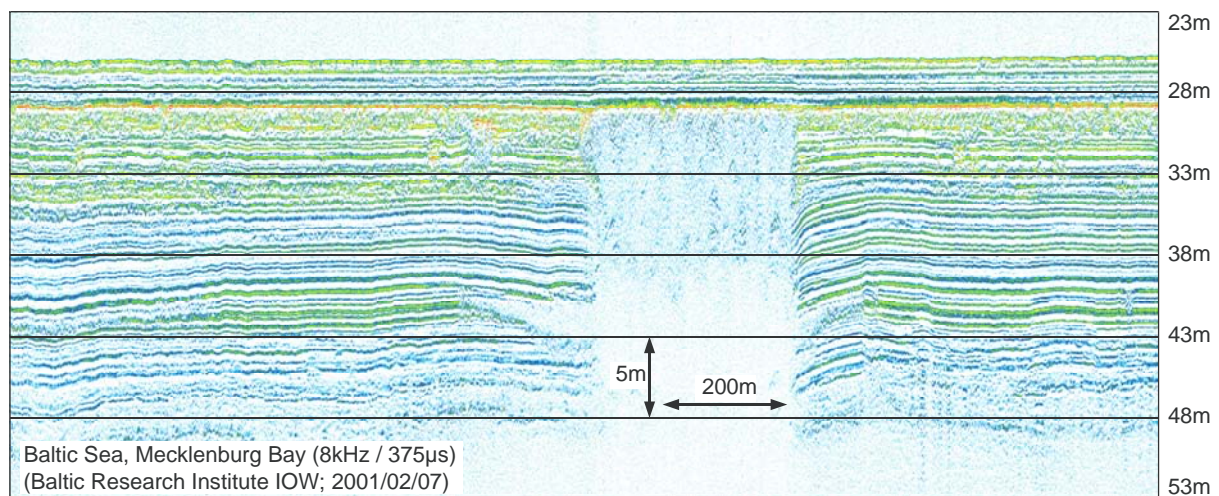 23m
28m
33m
38m
43m
5m
200m
48m
Baltic Sea, Mecklenburg Bay (8kHz / 375µs)
(Baltic Research Institute IOW; 2001/02/07)
53m